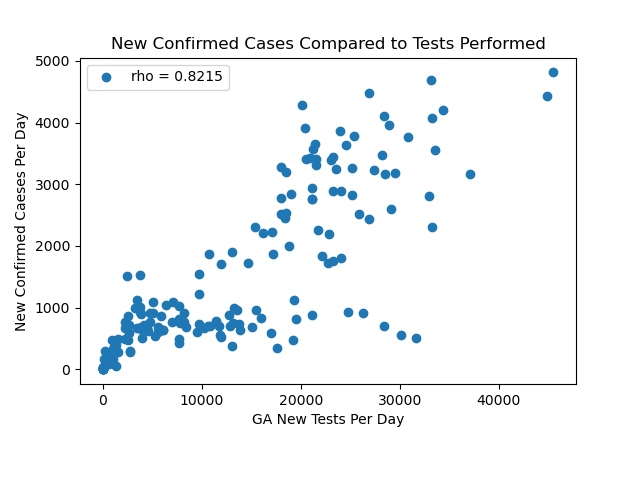 New Confirmed Cases Compared to Tests Performed
rho = 0.8215
5000
4000
3000
2000
1000
0
New Confirmed Caeses Per Day
0 10000 20000 30000 40000
GA New Tests Per Day